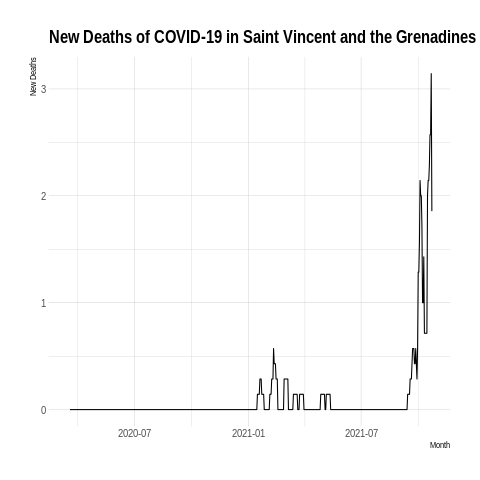 New Deaths of COVID-19 in Saint Vincent and the Grenadines
New Deaths
3
2
1
0
2020-07
2021-01
2021-07
Month